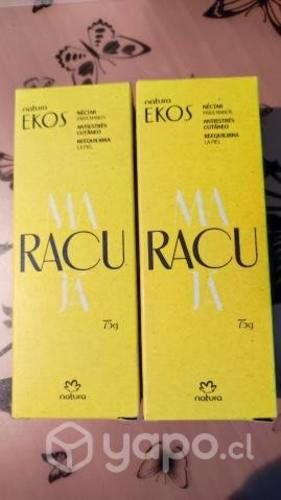 natura
EKOS
NÉCTAR
PARA MANOS
ANTIESTRÉS
CUTÁNEO
REEQUILIBRA
LA PIEL
MA
RACU
JÁ
75g
natura
natura
EKOS
NÉCTAR
PARA MANOS
ANTIESTRÉS
CUTÁNEO
REEQUILIBRA
LA PIEL
MA
RACU
JÁ
75g
natura
yapo.cl